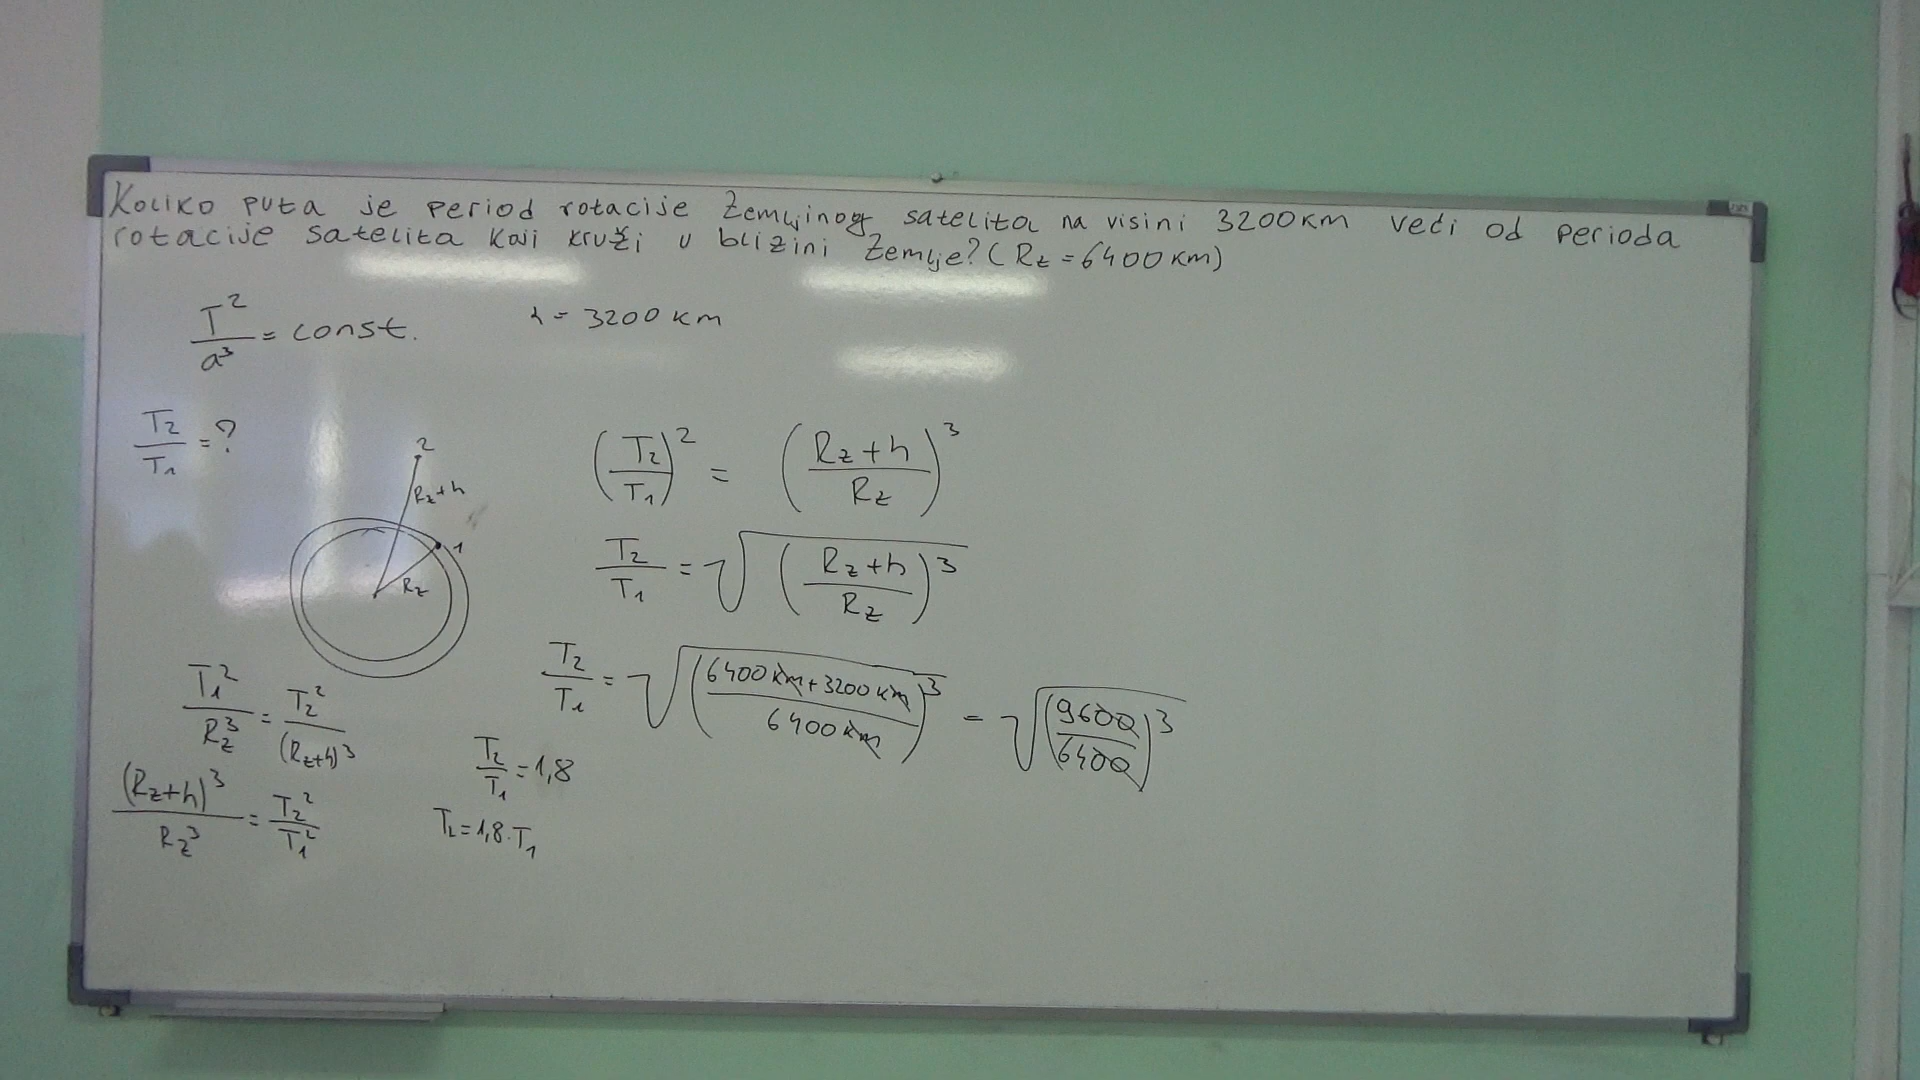 Koliko puta je period rotacije Zemljinog satelita na visini 3200 km veći od perioda
rotacije satelita koji kruži u blizini Zemlje? (Rz = 6400 km)
T²/a³ = const.
h = 3200 km
T₂/T₁ = ?
2
Rz+h
1
Rz
T₁²/Rz³ = T₂²/(Rz+h)³
(Rz+h)³/Rz³ = T₂²/T₁²
(T₂/T₁)² = ((Rz+h)/Rz)³
T₂/T₁ = √((Rz+h)/Rz)³
T₂/T₁ = √((6400 km+3200 km)/6400 km)³ = √(9600/6400)³
T₂/T₁ = 1,8
T₂ = 1,8·T₁